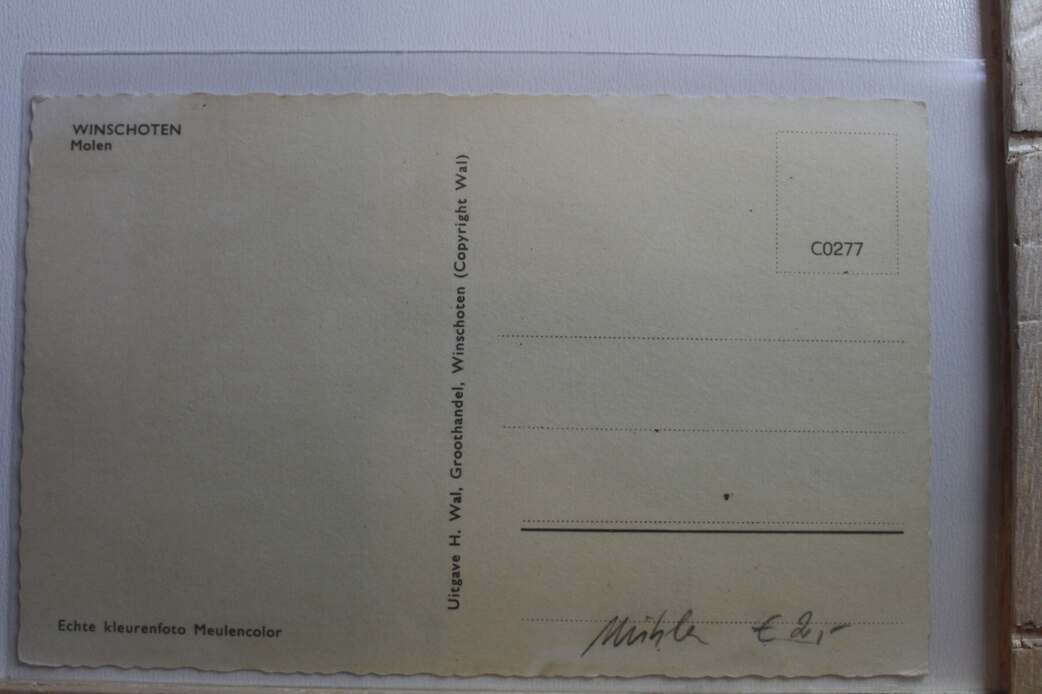 WINSCHOTEN
Molen
Uitgave H. Wal, Groothandel, Winschoten (Copyright Wal)
C0277
Echte kleurenfoto Meulencolor
Mühle € 2,-